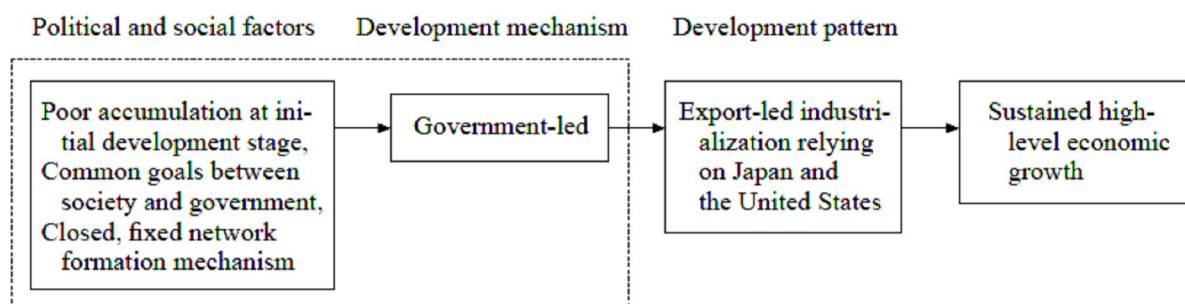 Political and social factors
Development mechanism
Development pattern
Poor accumulation at ini-
tial development stage,
Common goals between
society and government,
Closed, fixed network
formation mechanism
Government-led
Export-led industri-
alization relying
on Japan and
the United States
Sustained high-
level economic
growth